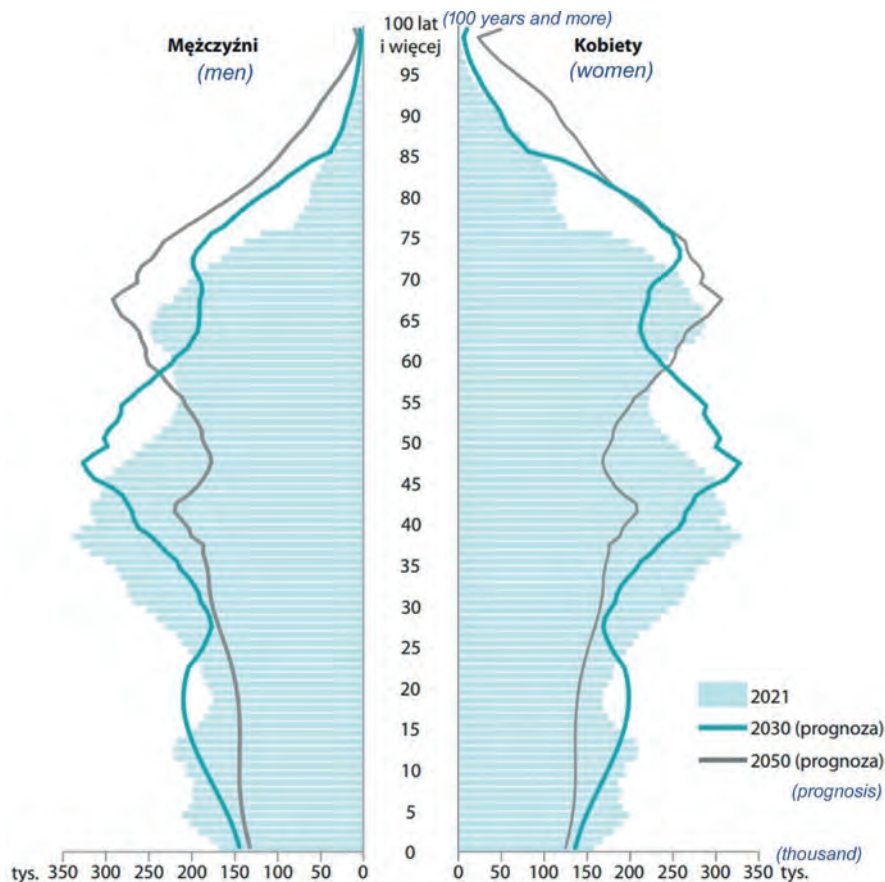 100 lat (100 years and more)
Mężczyźni i więcej Kobiety
(men) (women)
95
90
85
80
75
70
65
60
55
50
45
40
35
30
25
20
15
10
5
0
2021
2030 (prognoza)
2050 (prognoza)
(prognosis)
(thousand)
tys. 350 300 250 200 150 100 50 0 0 50 100 150 200 250 300 350 tys.